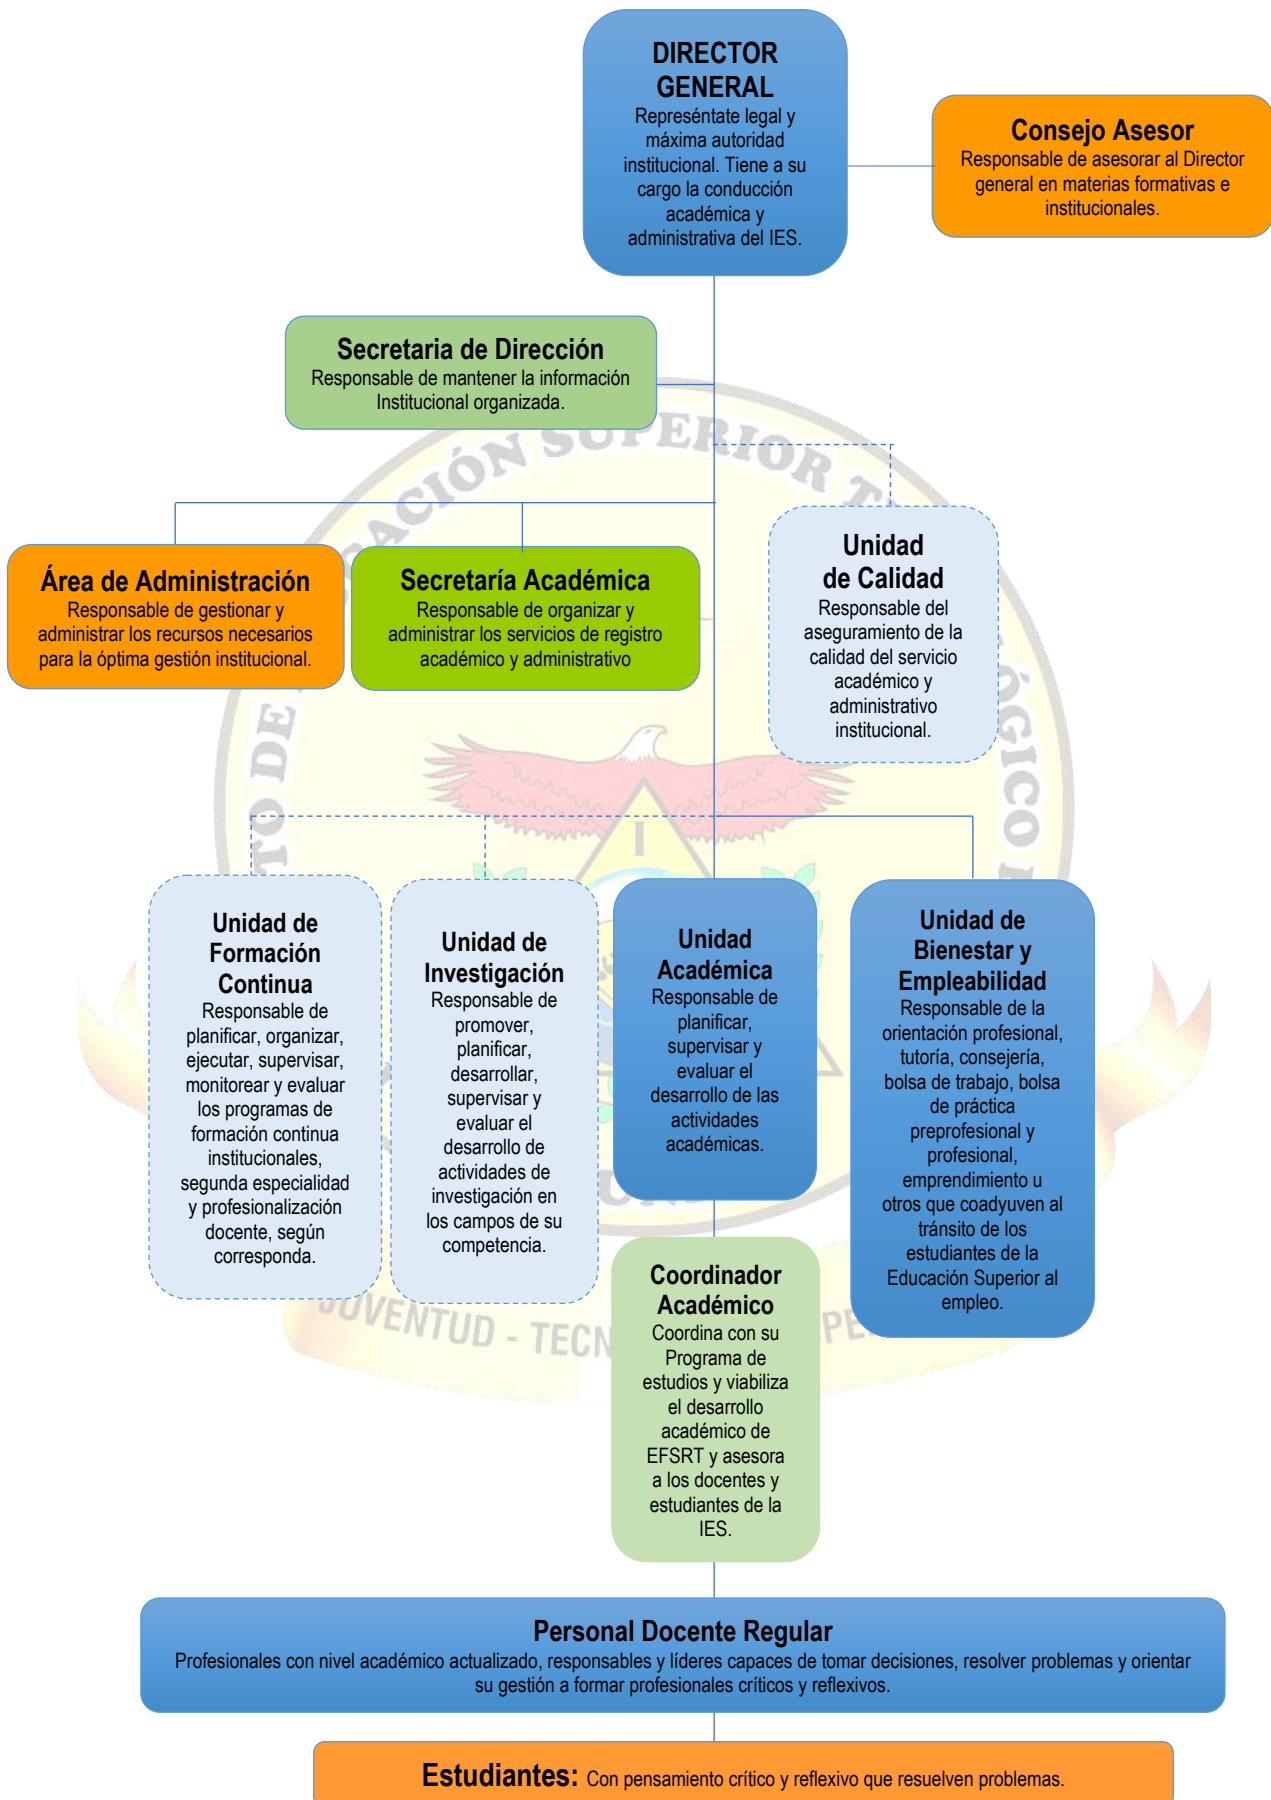 DIRECTOR
GENERAL
Represéntate legal y
máxima autoridad
institucional. Tiene a su
cargo la conducción
académica y
administrativa del IES.
Consejo Asesor
Responsable de asesorar al Director
general en materias formativas e
institucionales.
Secretaria de Dirección
Responsable de mantener la información
Institucional organizada.
Área de Administración
Responsable de gestionar y
administrar los recursos necesarios
para la óptima gestión institucional.
Secretaría Académica
Responsable de organizar y
administrar los servicios de registro
académico y administrativo
Unidad
de Calidad
Responsable del
aseguramiento de la
calidad del servicio
académico y
administrativo
institucional.
Unidad de
Formación
Continua
Responsable de
planificar, organizar,
ejecutar, supervisar,
monitorear y evaluar
los programas de
formación continua
institucionales,
segunda especialidad
y profesionalización
docente, según
corresponda.
Unidad de
Investigación
Responsable de
promover,
planificar,
desarrollar,
supervisar y
evaluar el
desarrollo de
actividades de
investigación en
los campos de su
competencia.
Unidad
Académica
Responsable de
planificar,
supervisar y
evaluar el
desarrollo de las
actividades
académicas.
Unidad de
Bienestar y
Empleabilidad
Responsable de la
orientación profesional,
tutoría, consejería,
bolsa de trabajo, bolsa
de práctica
preprofesional y
profesional,
emprendimiento u
otros que coadyuven al
tránsito de los
estudiantes de la
Educación Superior al
empleo.
Coordinador
Académico
Coordina con su
Programa de
estudios y viabiliza
el desarrollo
académico de
EFSRT y asesora
a los docentes y
estudiantes de la
IES.
Personal Docente Regular
Profesionales con nivel académico actualizado, responsables y líderes capaces de tomar decisiones, resolver problemas y orientar
su gestión a formar profesionales críticos y reflexivos.
Estudiantes: Con pensamiento crítico y reflexivo que resuelven problemas.
SUPERIOR
I
JUVENTUD -